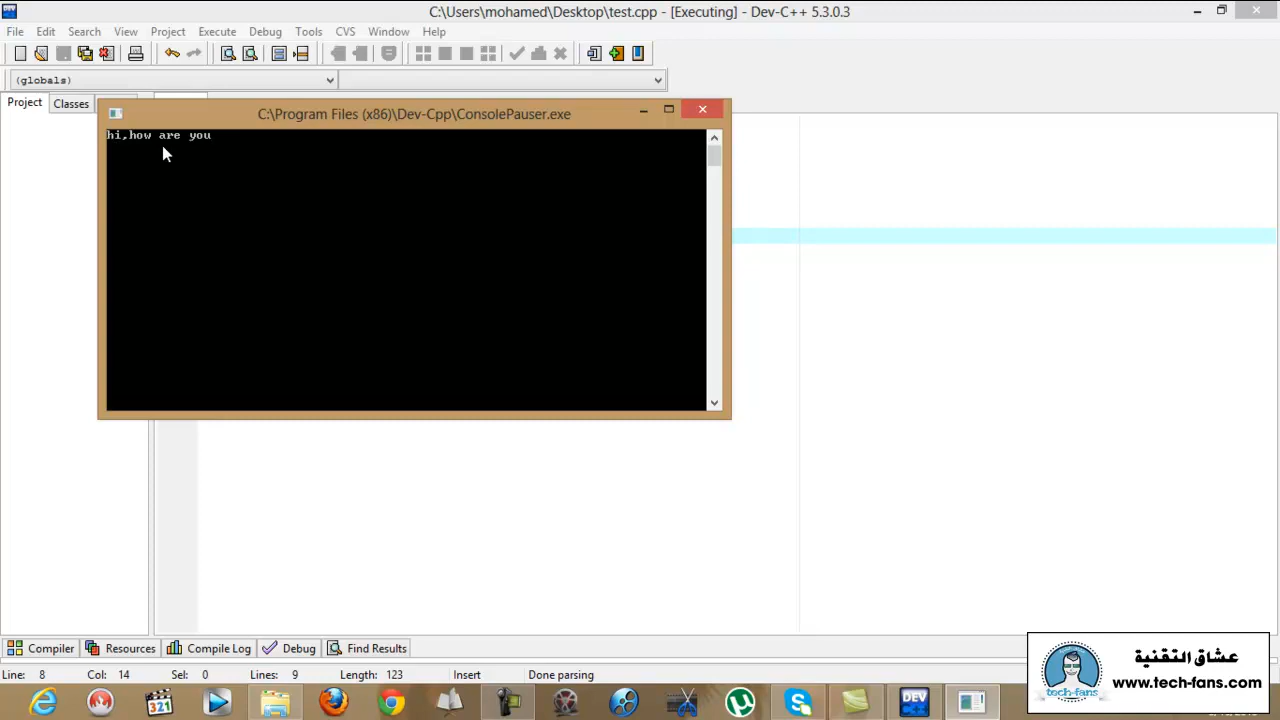 C:\Users\mohamed\Desktop\test.cpp - [Executing] - Dev-C++ 5.3.0.3
File Edit Search View Project Execute Debug Tools CVS Window Help
(globals)
Project Classes
C:\Program Files (x86)\Dev-Cpp\ConsolePauser.exe
hi,how are you
Compiler Resources Compile Log Debug Find Results
Line: 8 Col: 14 Sel: 0 Lines: 9 Length: 123 Insert Done parsing
321
DEV
عشاق التقنية
tech-fans
www.tech-fans.com